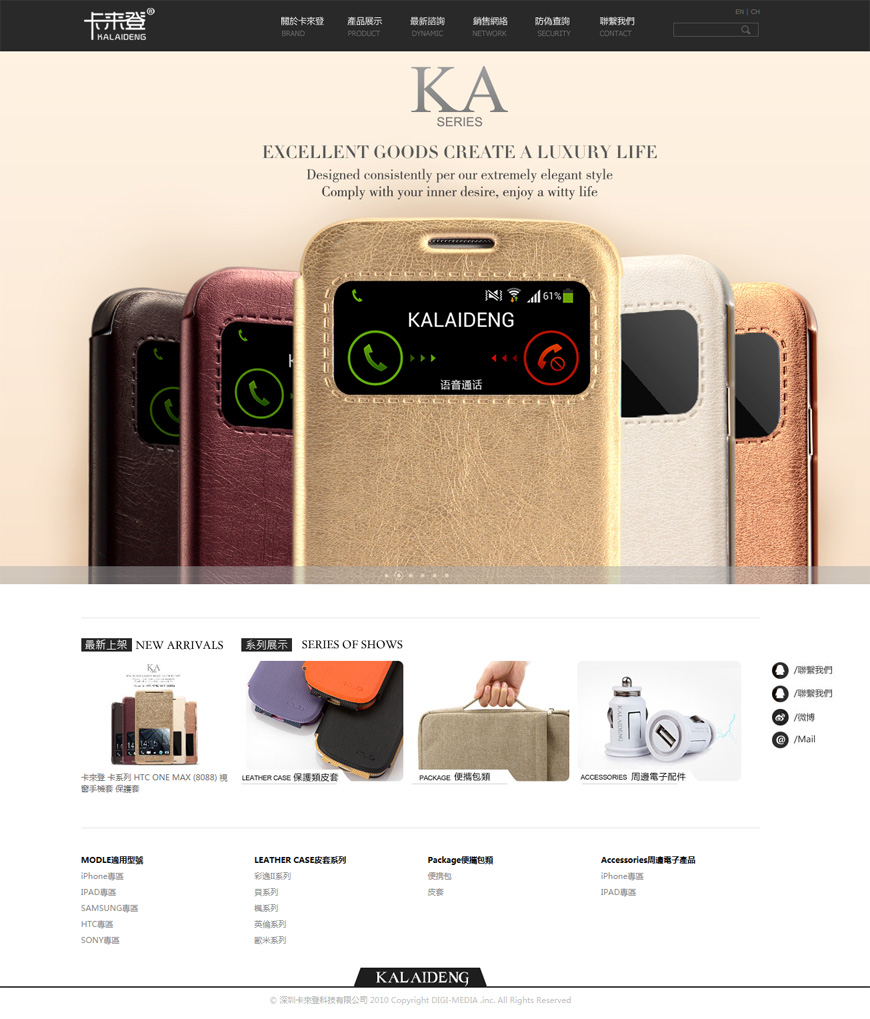 卡來登®
KALAIDENG
EN | CH
關於卡來登 產品展示 最新諮詢 銷售網絡 防偽查詢 聯繫我們
BRAND PRODUCT DYNAMIC NETWORK SECURITY CONTACT
KA
SERIES
EXCELLENT GOODS CREATE A LUXURY LIFE
Designed consistently per our extremely elegant style
Comply with your inner desire, enjoy a witty life
61%
KALAIDENG
语音通话
最新上架 NEW ARRIVALS
系列展示 SERIES OF SHOWS
KA
KALAIDENG
LEATHER CASE 保護類皮套
PACKAGE 便攜包類
ACCESSORIES 周邊電子配件
卡來登 卡系列 HTC ONE MAX (8088) 視
窗手機套 保護套
/聯繫我們
/聯繫我們
/微博
/Mail
MODLE適用型號
iPhone專區
IPAD專區
SAMSUNG專區
HTC專區
SONY專區
LEATHER CASE皮套系列
彩逸II系列
貝系列
楓系列
英倫系列
歐米系列
Package便攜包類
便携包
皮套
Accessories周邊電子產品
iPhone專區
IPAD專區
KALAIDENG
© 深圳卡來登科技有限公司 2010 Copyright DIGI-MEDIA .inc. All Rights Reserved